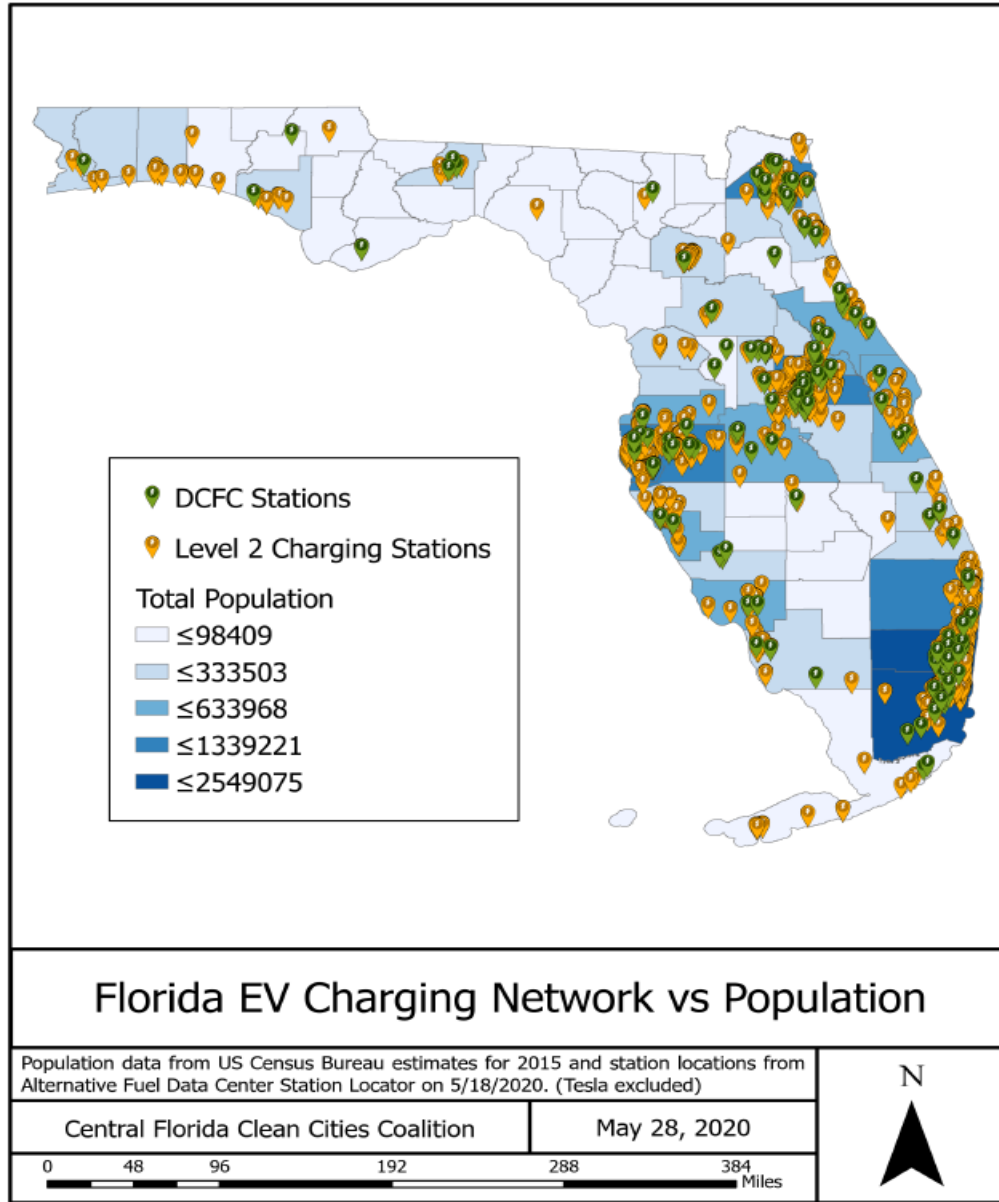 DCFC Stations
Level 2 Charging Stations
Total Population
≤98409
≤333503
≤633968
≤1339221
≤2549075
Florida EV Charging Network vs Population
Population data from US Census Bureau estimates for 2015 and station locations from
Alternative Fuel Data Center Station Locator on 5/18/2020. (Tesla excluded)
N
Central Florida Clean Cities Coalition
May 28, 2020
0 48 96 192 288 384
Miles